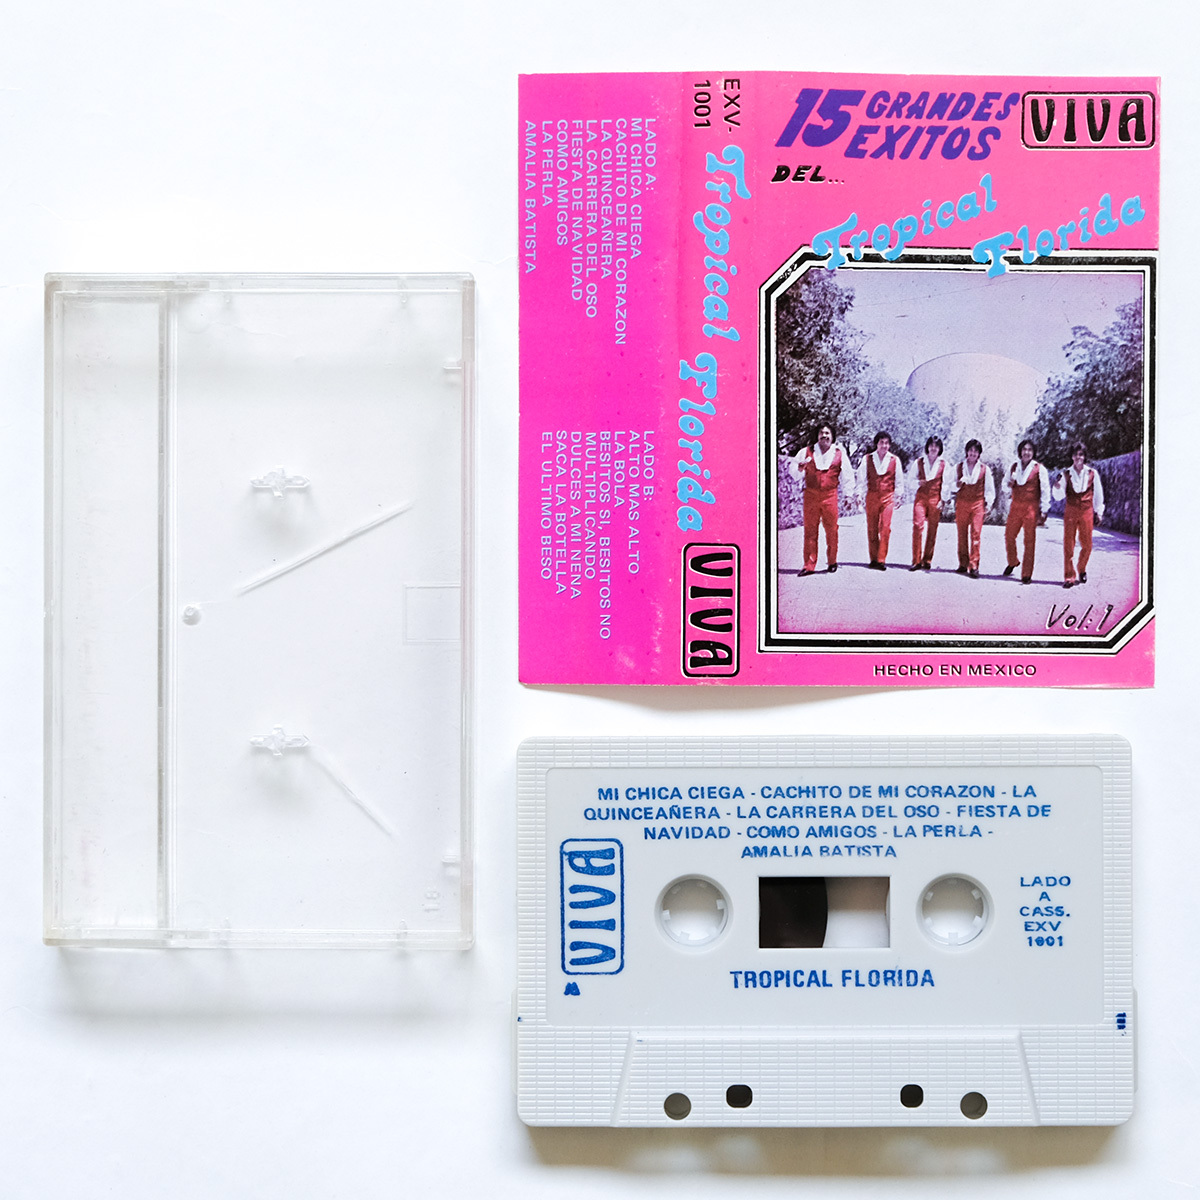 LADO A:
MI CHICA CIEGA
CACHITO DE MI CORAZON
LA QUINCEAÑERA
LA CARRERA DEL OSO
FIESTA DE NAVIDAD
COMO AMIGOS
LA PERLA
AMALIA BATISTA
LADO B:
ALTO MAS ALTO
LA BOLA
BESITOS SI, BESITOS NO
MULTIPLICANDO
DULCES A MI NENA
SACA LA BOTELLA
EL ULTIMO BESO
EXV-
1001
Tropical Florida
VIVA
15 GRANDES
EXITOS
VIVA
DEL...
Tropical
Florida
Vol: 1
HECHO EN MEXICO
MI CHICA CIEGA - CACHITO DE MI CORAZON - LA
QUINCEAÑERA - LA CARRERA DEL OSO - FIESTA DE
NAVIDAD - COMO AMIGOS - LA PERLA -
AMALIA BATISTA
VIVA
LADO
A
CASS.
EXV
1001
TROPICAL FLORIDA